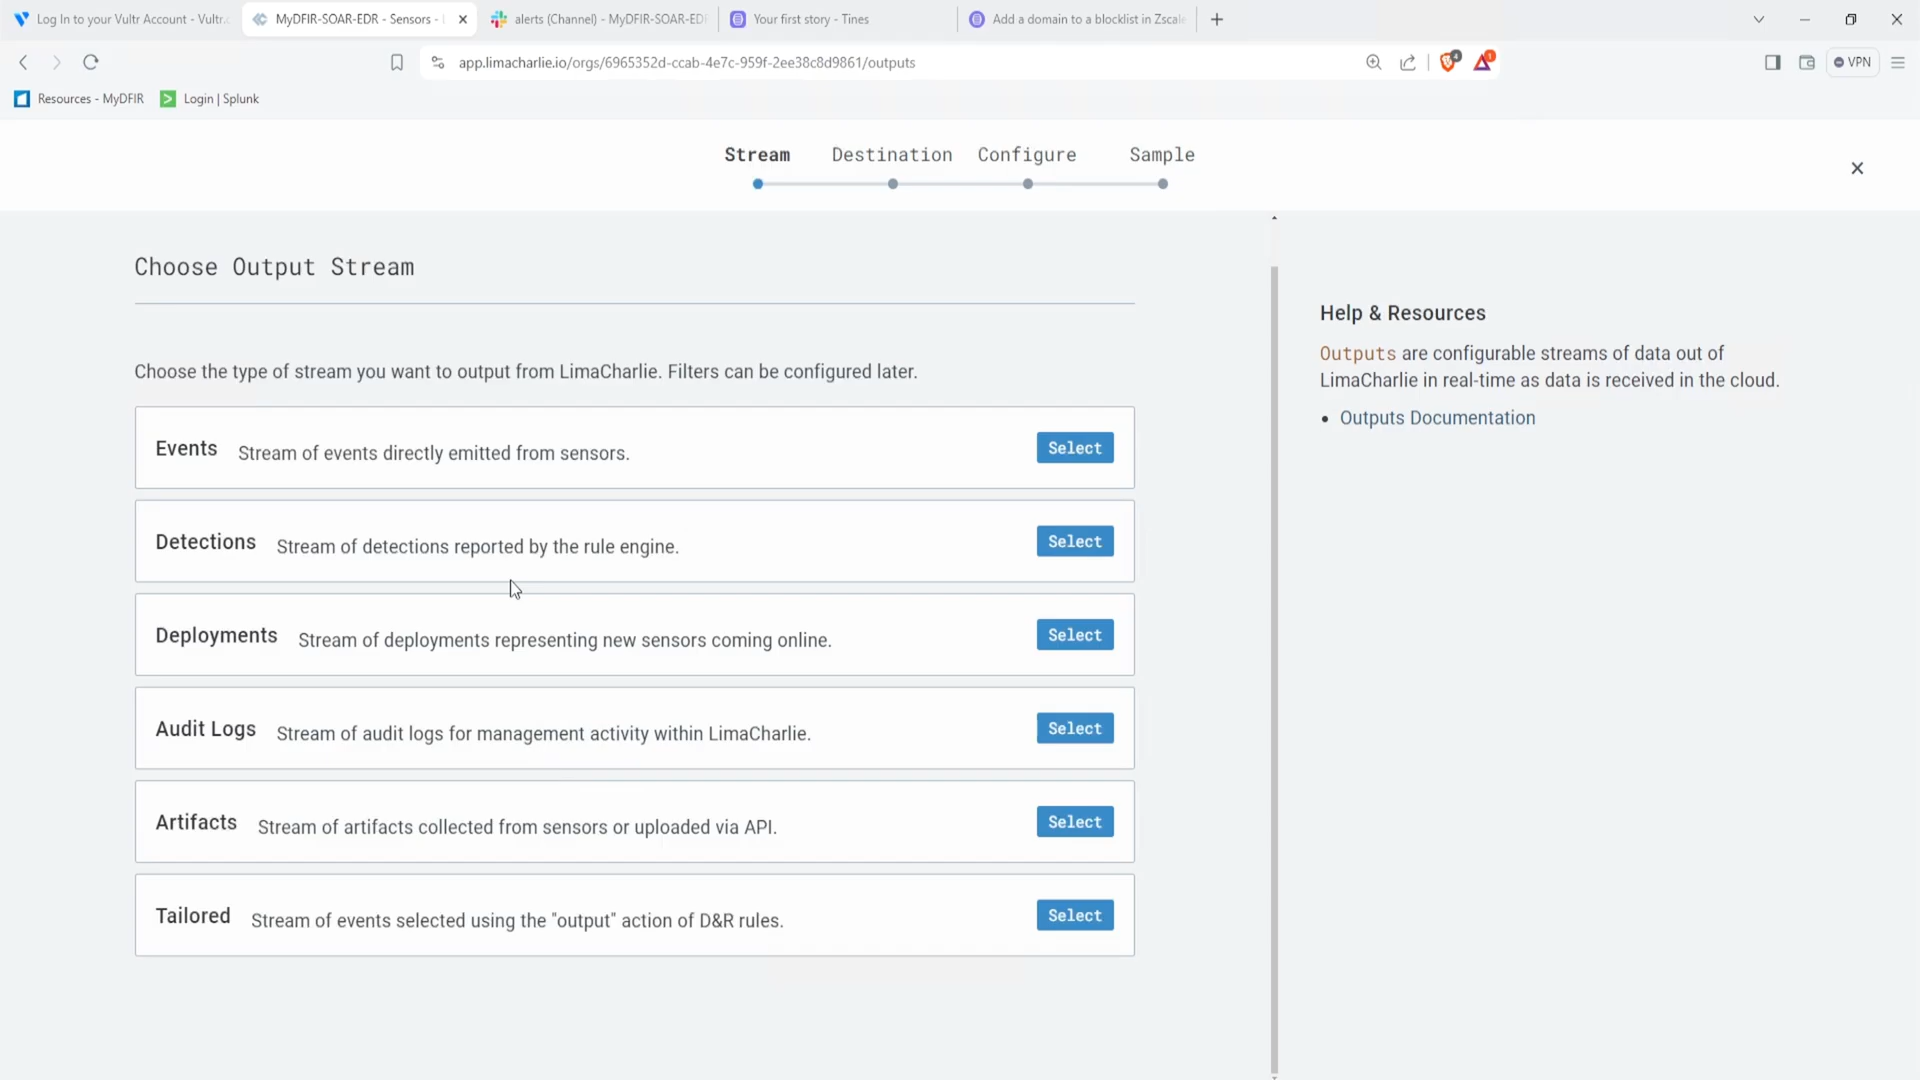 Log In to your Vultr Account - Vultr.c
MyDFIR-SOAR-EDR - Sensors -
alerts (Channel) - MyDFIR-SOAR-EDF
Your first story - Tines
Add a domain to a blocklist in Zscale
app.limacharlie.io/orgs/6965352d-ccab-4e7c-959f-2ee38c8d9861/outputs
4
1
VPN
Resources - MyDFIR
Login | Splunk
Stream
Destination
Configure
Sample
Choose Output Stream
Choose the type of stream you want to output from LimaCharlie. Filters can be configured later.
Events Stream of events directly emitted from sensors. Select
Detections Stream of detections reported by the rule engine. Select
Deployments Stream of deployments representing new sensors coming online. Select
Audit Logs Stream of audit logs for management activity within LimaCharlie. Select
Artifacts Stream of artifacts collected from sensors or uploaded via API. Select
Tailored Stream of events selected using the "output" action of D&R rules. Select
Help & Resources
Outputs are configurable streams of data out of
LimaCharlie in real-time as data is received in the cloud.
• Outputs Documentation